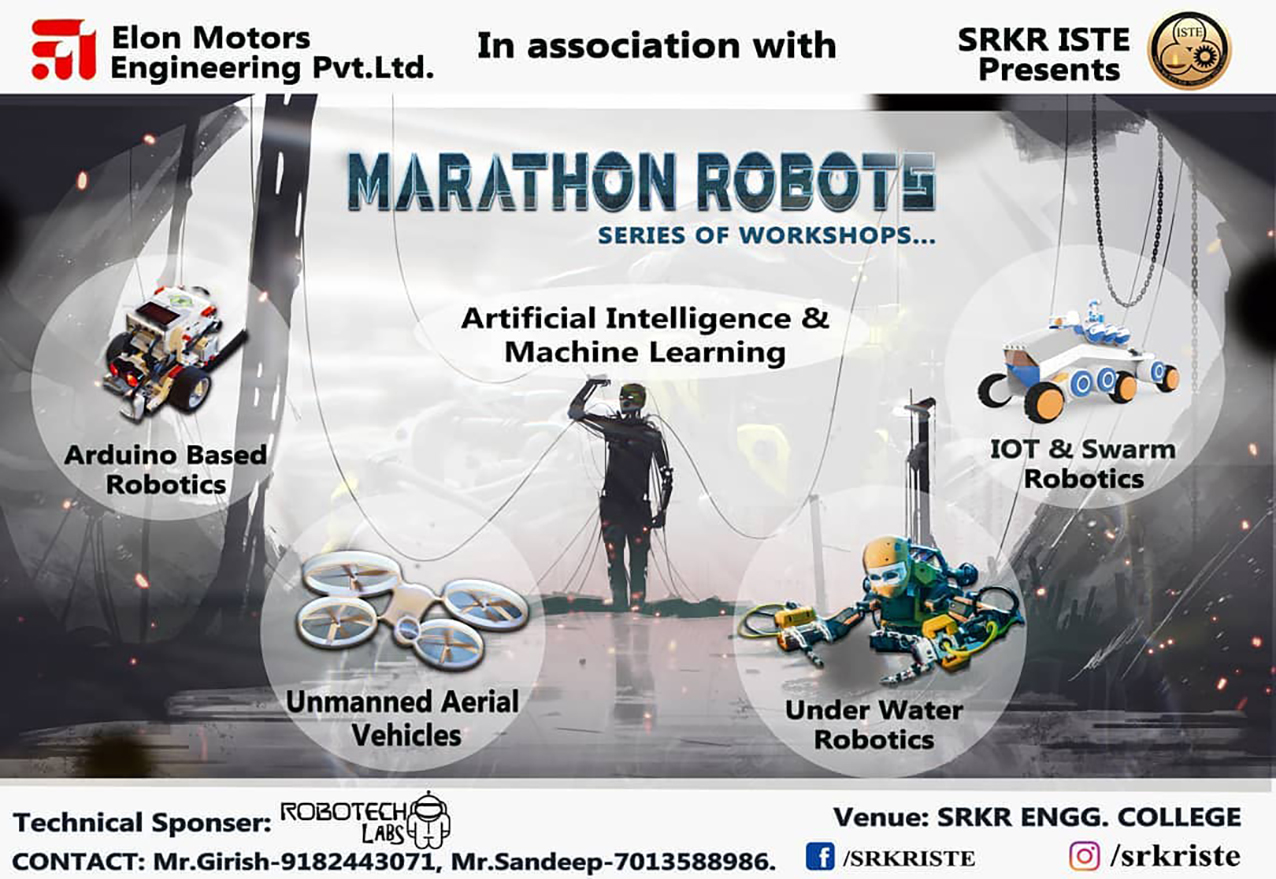 Elon Motors
Engineering Pvt.Ltd.
In association with
SRKR ISTE
Presents
ISTE
MARATHON ROBOTS
SERIES OF WORKSHOPS...
Artificial Intelligence &
Machine Learning
Arduino Based
Robotics
IOT & Swarm
Robotics
Unmanned Aerial
Vehicles
Under Water
Robotics
Technical Sponser: ROBOTECH
LABS
Venue: SRKR ENGG. COLLEGE
CONTACT: Mr.Girish-9182443071, Mr.Sandeep-7013588986.
/SRKRISTE
/srkriste